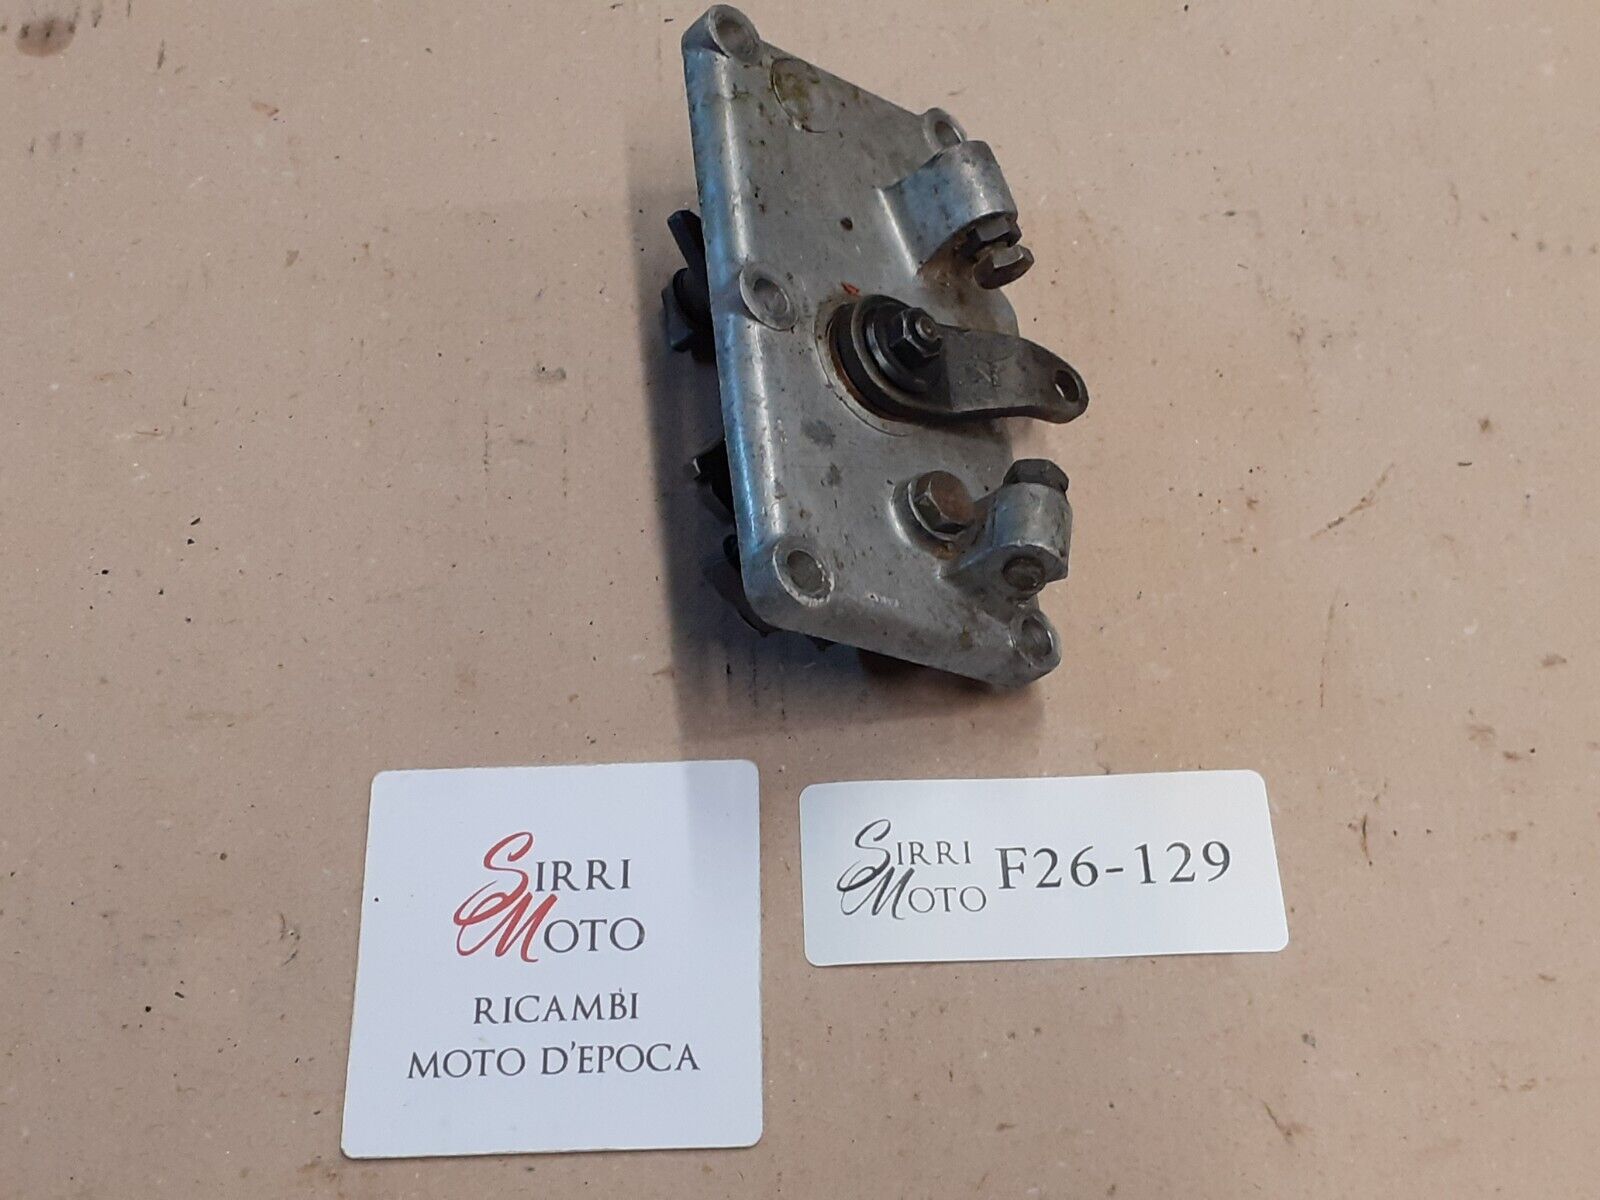 SIRRI
MOTO
RICAMBI
MOTO D'EPOCA
SIRRI
MOTO
F26-129